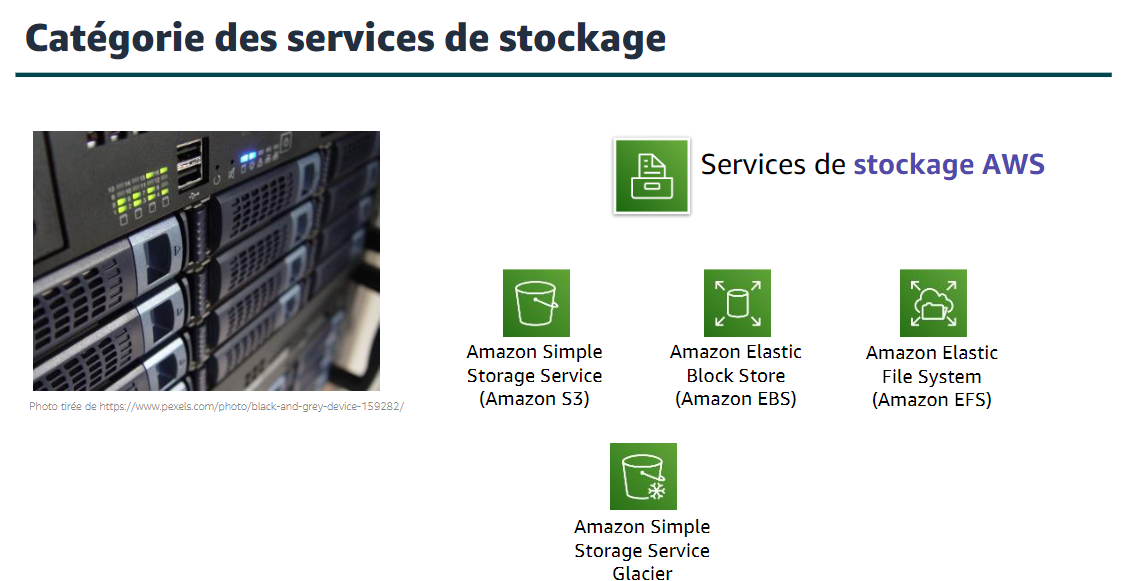 Catégorie des services de stockage
Services de stockage AWS
Amazon Simple
Storage Service
(Amazon S3)
Amazon Elastic
Block Store
(Amazon EBS)
Amazon Elastic
File System
(Amazon EFS)
Photo tirée de https://www.pexels.com/photo/black-and-grey-device-159282/
Amazon Simple
Storage Service
Glacier